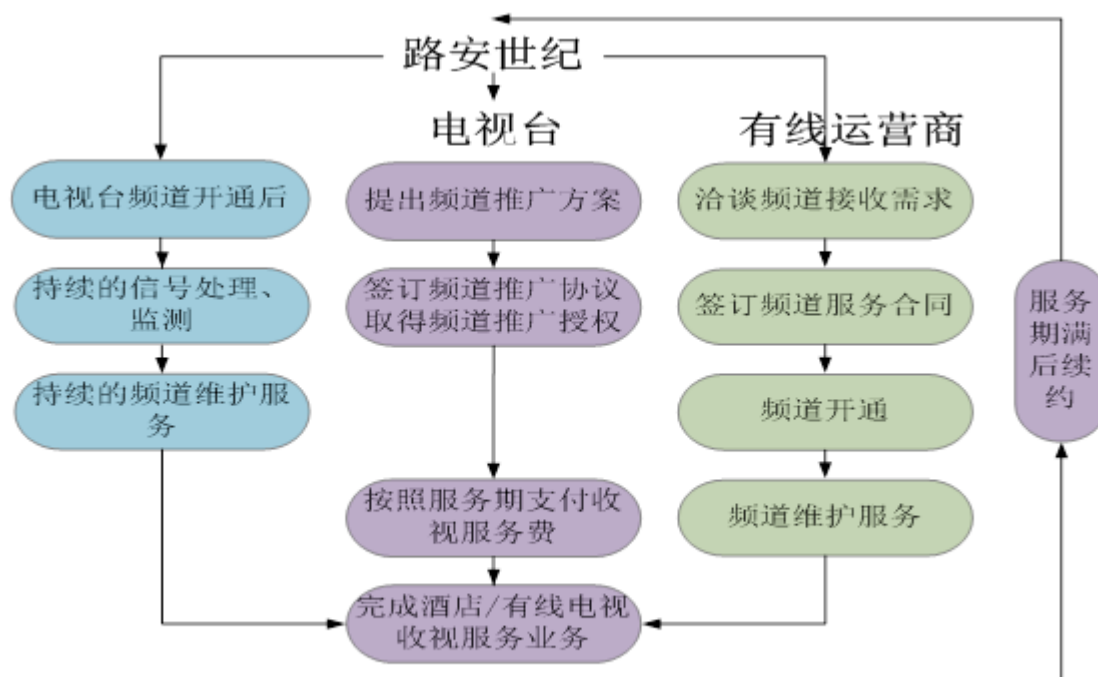 路安世纪
电视台
有线运营商
电视台频道开通后
持续的信号处理、
监测
持续的频道维护服
务
提出频道推广方案
签订频道推广协议
取得频道推广授权
按照服务期支付收
视服务费
完成酒店/有线电视
收视服务业务
洽谈频道接收需求
签订频道服务合同
频道开通
频道维护服务
服务
期满
后续
约